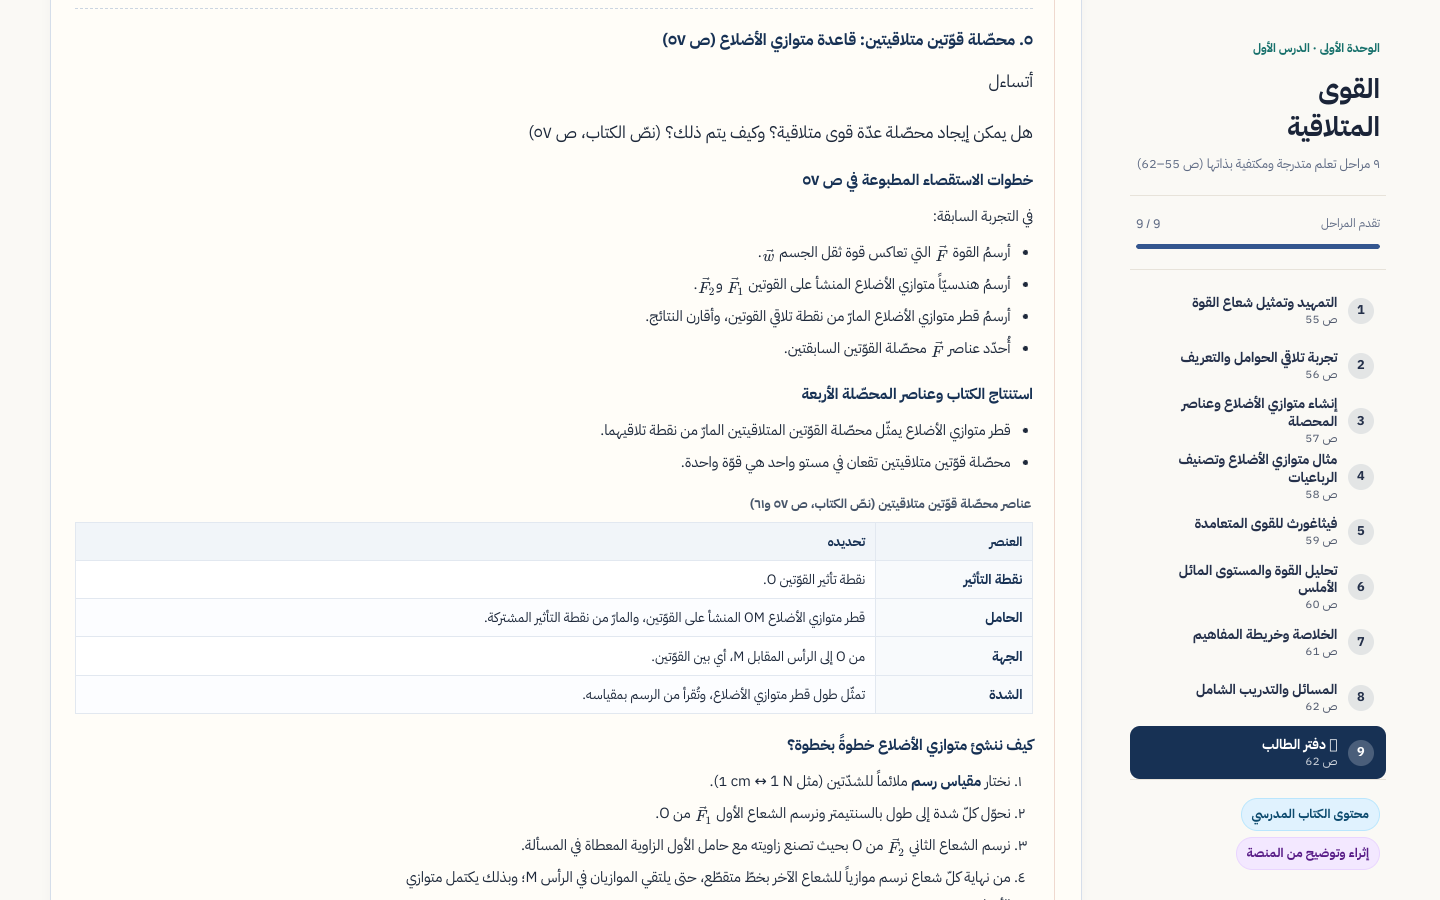 الوحدة الأولى · الدرس الأول
القوى
المتلاقية
٩ مراحل تعلم متدرجة ومكتفية بذاتها (ص 55–62)
تقدم المراحل
9 / 9
1
التمهيد وتمثيل شعاع القوة
ص 55
2
تجربة تلاقي الحوامل والتعريف
ص 56
3
إنشاء متوازي الأضلاع وعناصر
المحصلة
ص 57
4
مثال متوازي الأضلاع وتصنيف
الرباعيات
ص 58
5
فيثاغورث للقوى المتعامدة
ص 59
6
تحليل القوة والمستوى المائل
الأملس
ص 60
7
الخلاصة وخريطة المفاهيم
ص 61
8
المسائل والتدريب الشامل
ص 62
9
دفتر الطالب
ص 62
محتوى الكتاب المدرسي
إثراء وتوضيح من المنصة
٥. محصّلة قوّتين متلاقيتين: قاعدة متوازي الأضلاع (ص ٥٧)
أتساءل
هل يمكن إيجاد محصّلة عدّة قوى متلاقية؟ وكيف يتم ذلك؟ (نصّ الكتاب، ص ٥٧)
خطوات الاستقصاء المطبوعة في ص ٥٧
في التجربة السابقة:
• أرسمُ القوة F⃗ التي تعاكس قوة ثقل الجسم w⃗.
• أرسمُ هندسيّاً متوازي الأضلاع المنشأ على القوتين F⃗₁ وF⃗₂.
• أرسمُ قطر متوازي الأضلاع المارّ من نقطة تلاقي القوتين، وأقارن النتائج.
• أُحدّد عناصر F⃗ محصّلة القوّتين السابقتين.
استنتاج الكتاب وعناصر المحصّلة الأربعة
• قطر متوازي الأضلاع يمثّل محصّلة القوّتين المتلاقيتين المارّ من نقطة تلاقيهما.
• محصّلة قوّتين متلاقيتين تقعان في مستو واحد هي قوّة واحدة.
عناصر محصّلة قوّتين متلاقيتين (نصّ الكتاب، ص ٥٧ و٦١)
العنصر تحديده
نقطة التأثير نقطة تأثير القوّتين O.
الحامل قطر متوازي الأضلاع OM المنشأ على القوّتين، والمارّ من نقطة التأثير المشتركة.
الجهة من O إلى الرأس المقابل M، أي بين القوّتين.
الشدة تمثّل طول قطر متوازي الأضلاع، وتُقرأ من الرسم بمقياسه.
كيف ننشئ متوازي الأضلاع خطوةً بخطوة؟
١. نختار مقياس رسم ملائماً للشدّتين (مثل 1 cm ↔ 1 N).
٢. نحوّل كلّ شدة إلى طول بالسنتيمتر ونرسم الشعاع الأول F⃗₁ من O.
٣. نرسم الشعاع الثاني F⃗₂ من O بحيث تصنع زاويته مع حامل الأول الزاوية المعطاة في المسألة.
٤. من نهاية كلّ شعاع نرسم موازياً للشعاع الآخر بخطّ متقطّع، حتى يلتقي الموازيان في الرأس M؛ وبذلك يكتمل متوازي